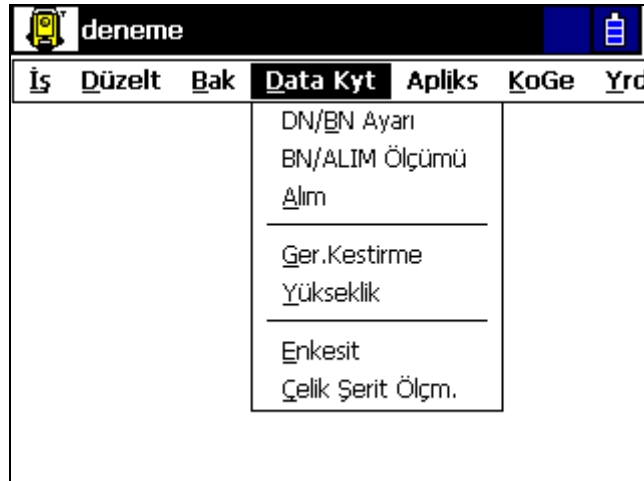 deneme
İş Düzelt Bak Data Kyt Apliks KoGe Yrd
DN/BN Ayarı
BN/ALIM Ölçümü
Alım
Ger.Kestirme
Yükseklik
Enkesit
Çelik Şerit Ölçm.